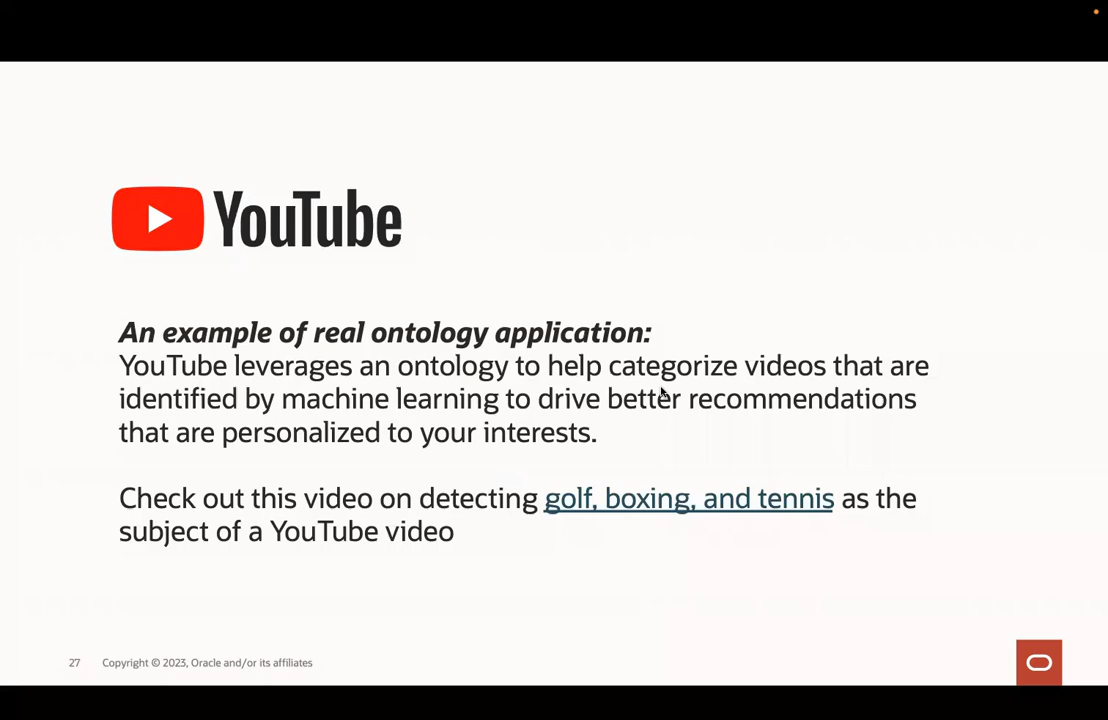 YouTube
An example of real ontology application:
YouTube leverages an ontology to help categorize videos that are
identified by machine learning to drive better recommendations
that are personalized to your interests.
Check out this video on detecting golf, boxing, and tennis as the
subject of a YouTube video
27 Copyright © 2023, Oracle and/or its affiliates